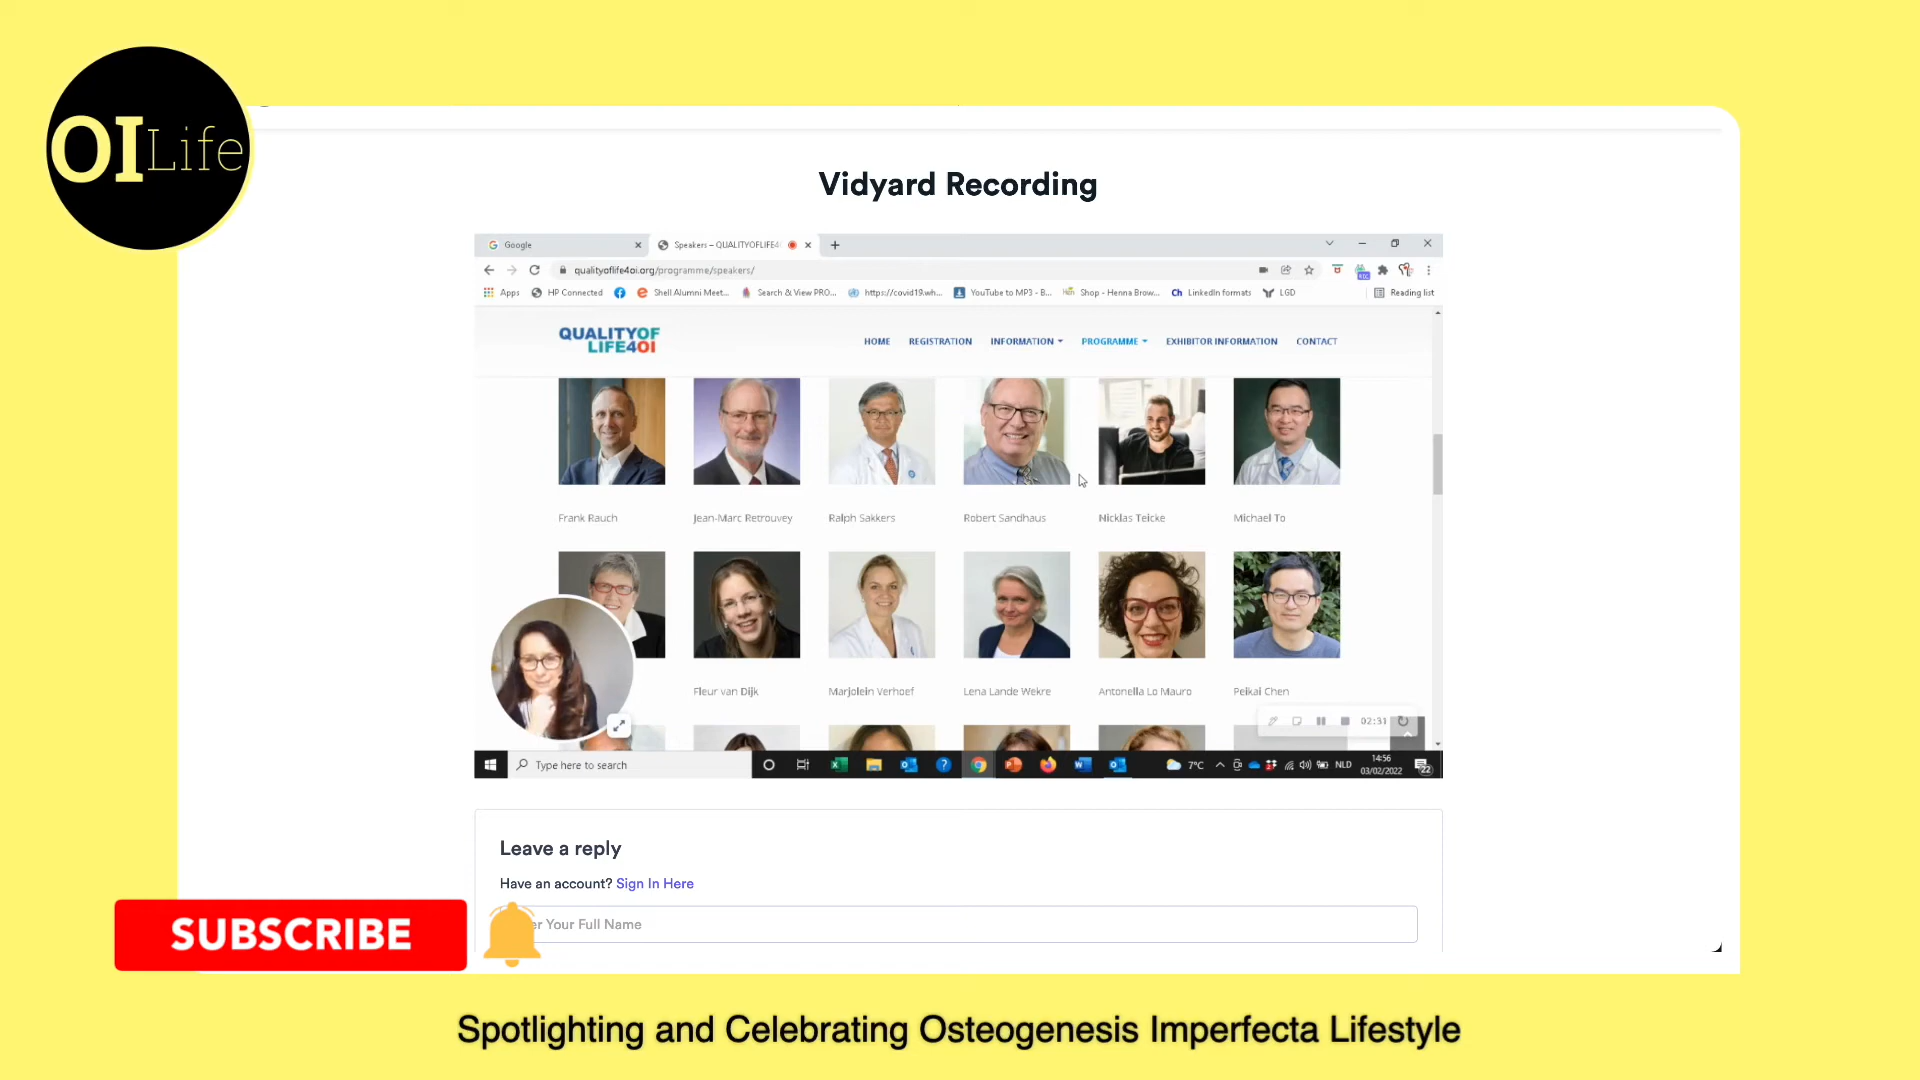 OI Life
Vidyard Recording
Google
Speakers – QUALITYOFLIFE4
qualityoflife4oi.org/programme/speakers/
Apps HP Connected Shell Alumni Meet... Search & View PRO... https://covid19.wh... YouTube to MP3 - B... Shop - Henna Brow... Ch LinkedIn formats LGD Reading list
QUALITYOF
LIFE4OI
HOME REGISTRATION INFORMATION PROGRAMME EXHIBITOR INFORMATION CONTACT
Frank Rauch Jean-Marc Retrouvey Ralph Sakkers Robert Sandhaus Nicklas Teicke Michael To
Fleur van Dijk Marjolein Verhoef Lena Lande Wekre Antonella Lo Mauro Peikai Chen
02:31
Type here to search
7°C
NLD
14:56
03/02/2022
22
Leave a reply
Have an account? Sign In Here
er Your Full Name
SUBSCRIBE
Spotlighting and Celebrating Osteogenesis Imperfecta Lifestyle